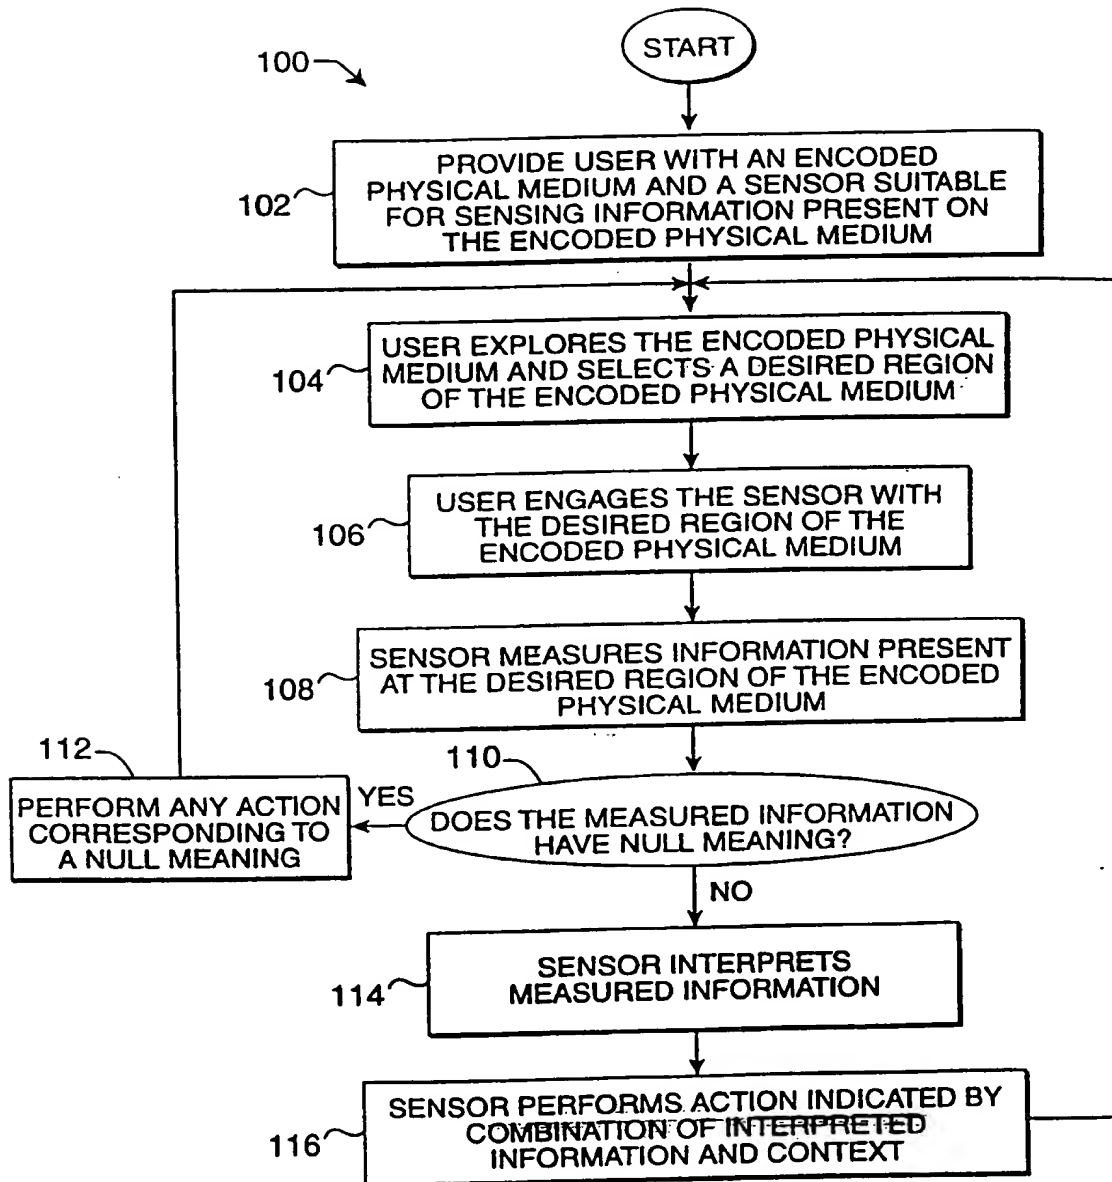 START
100
PROVIDE USER WITH AN ENCODED
PHYSICAL MEDIUM AND A SENSOR SUITABLE
FOR SENSING INFORMATION PRESENT ON
THE ENCODED PHYSICAL MEDIUM
102
USER EXPLORES THE ENCODED PHYSICAL
MEDIUM AND SELECTS A DESIRED REGION
OF THE ENCODED PHYSICAL MEDIUM
104
USER ENGAGES THE SENSOR WITH
THE DESIRED REGION OF THE
ENCODED PHYSICAL MEDIUM
106
SENSOR MEASURES INFORMATION PRESENT
AT THE DESIRED REGION OF THE ENCODED
PHYSICAL MEDIUM
108
112
110
PERFORM ANY ACTION
CORRESPONDING TO
A NULL MEANING
YES
DOES THE MEASURED INFORMATION
HAVE NULL MEANING?
NO
SENSOR INTERPRETS
MEASURED INFORMATION
114
SENSOR PERFORMS ACTION INDICATED BY
COMBINATION OF INTERPRETED
INFORMATION AND CONTEXT
116